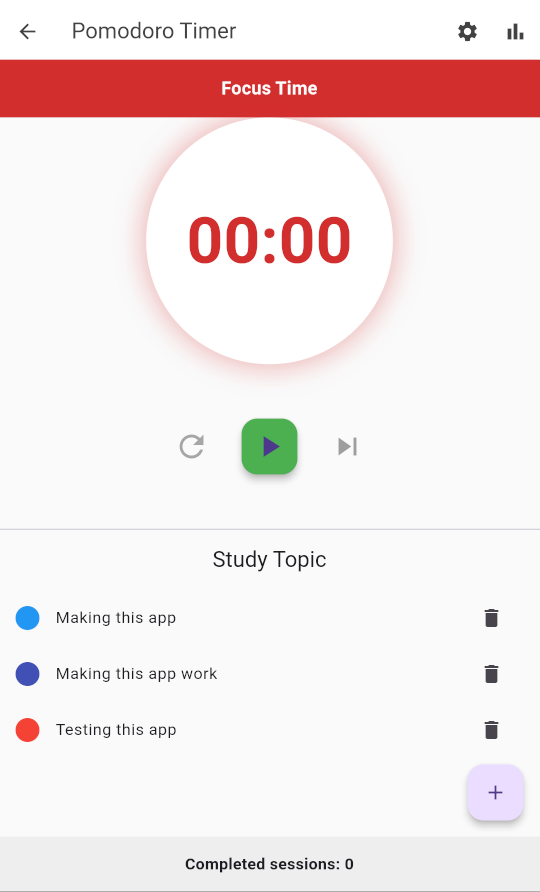 Pomodoro Timer
Focus Time
00:00
Study Topic
Making this app
Making this app work
Testing this app
Completed sessions: 0